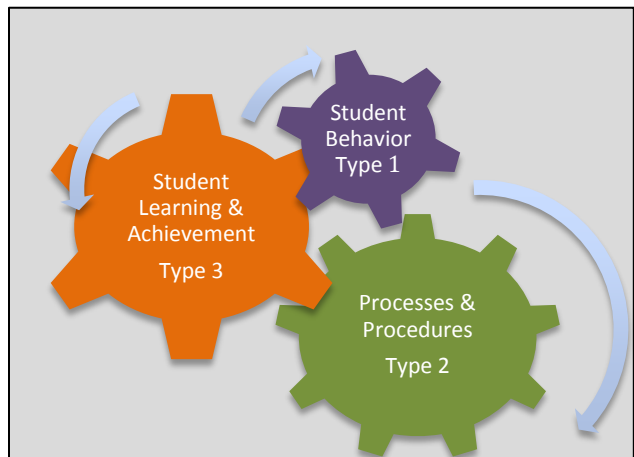 Student
Behavior
Type 1
Student
Learning &
Achievement
Type 3
Processes &
Procedures
Type 2